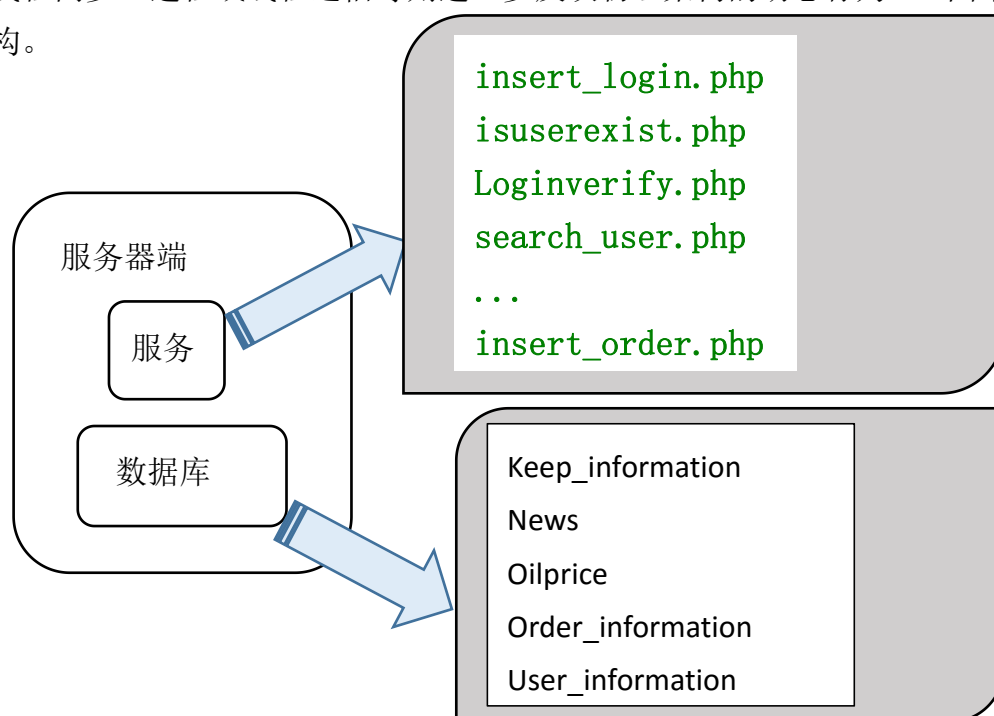 构。
insert_login.php
isuserexist.php
Loginverify.php
search_user.php
...
insert_order.php
服务器端
服务
数据库
Keep_information
News
Oilprice
Order_information
User_information